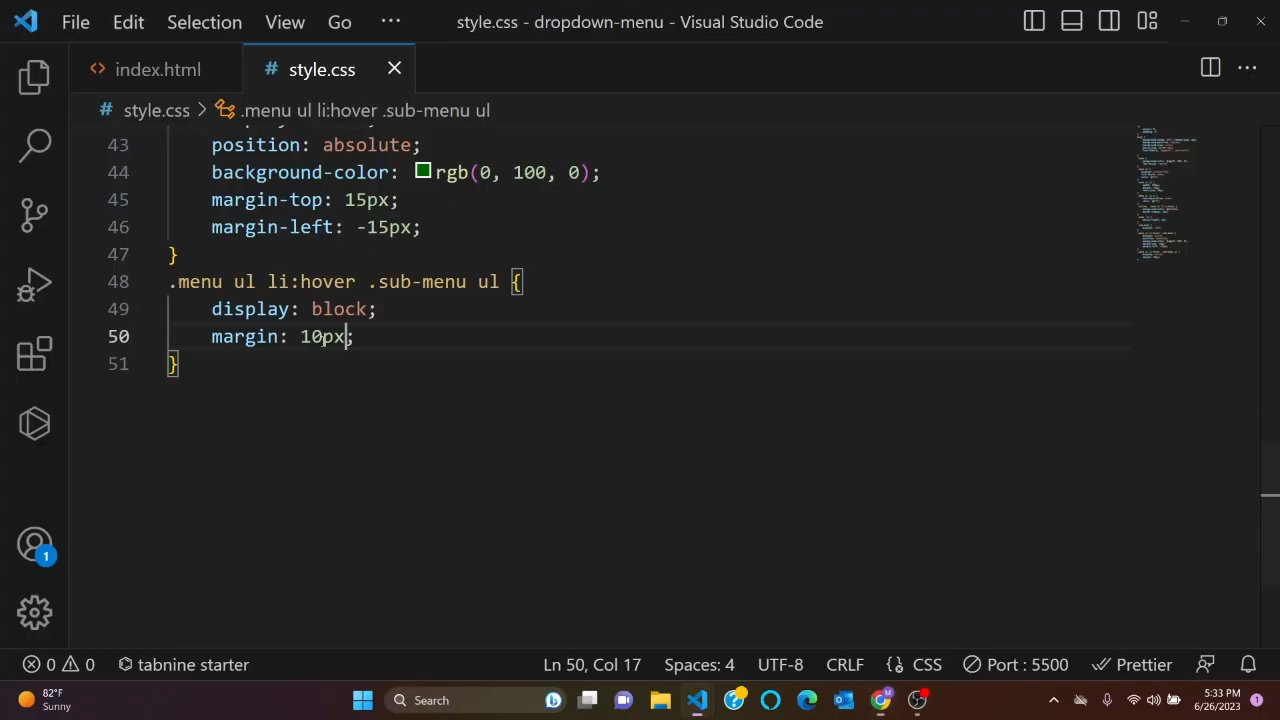 File Edit Selection View Go ··· style.css - dropdown-menu - Visual Studio Code
<> index.html # style.css
# style.css > .menu ul li:hover .sub-menu ul
43 position: absolute;
44 background-color: rgb(0, 100, 0);
45 margin-top: 15px;
46 margin-left: -15px;
47 }
48 .menu ul li:hover .sub-menu ul {
49 display: block;
50 margin: 10px;
51 }
1
0 0 tabnine starter Ln 50, Col 17 Spaces: 4 UTF-8 CRLF {} CSS Port : 5500 Prettier
82°F
Sunny
Search
5:33 PM
6/26/2023
1